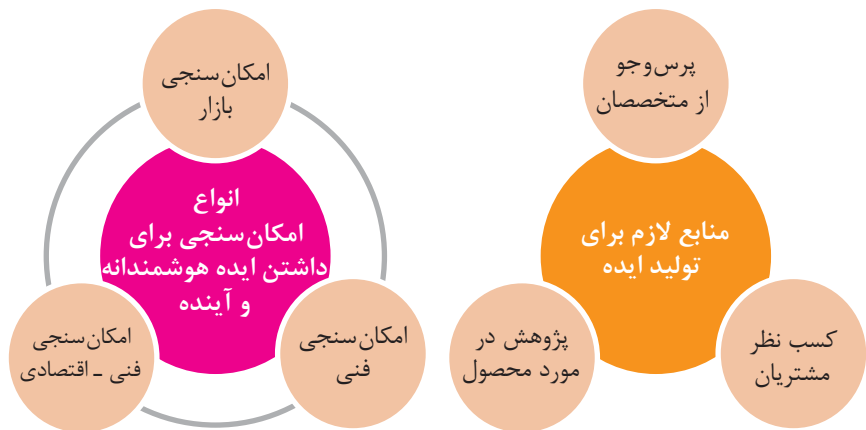 پرس‌وجو
از متخصصان
منابع لازم برای
تولید ایده
کسب نظر
مشتریان
پژوهش در
مورد محصول
امکان‌سنجی
بازار
انواع
امکان‌سنجی برای
داشتن ایده هوشمندانه
و آینده
امکان‌سنجی
فنی
امکان‌سنجی
فنی ـ اقتصادی